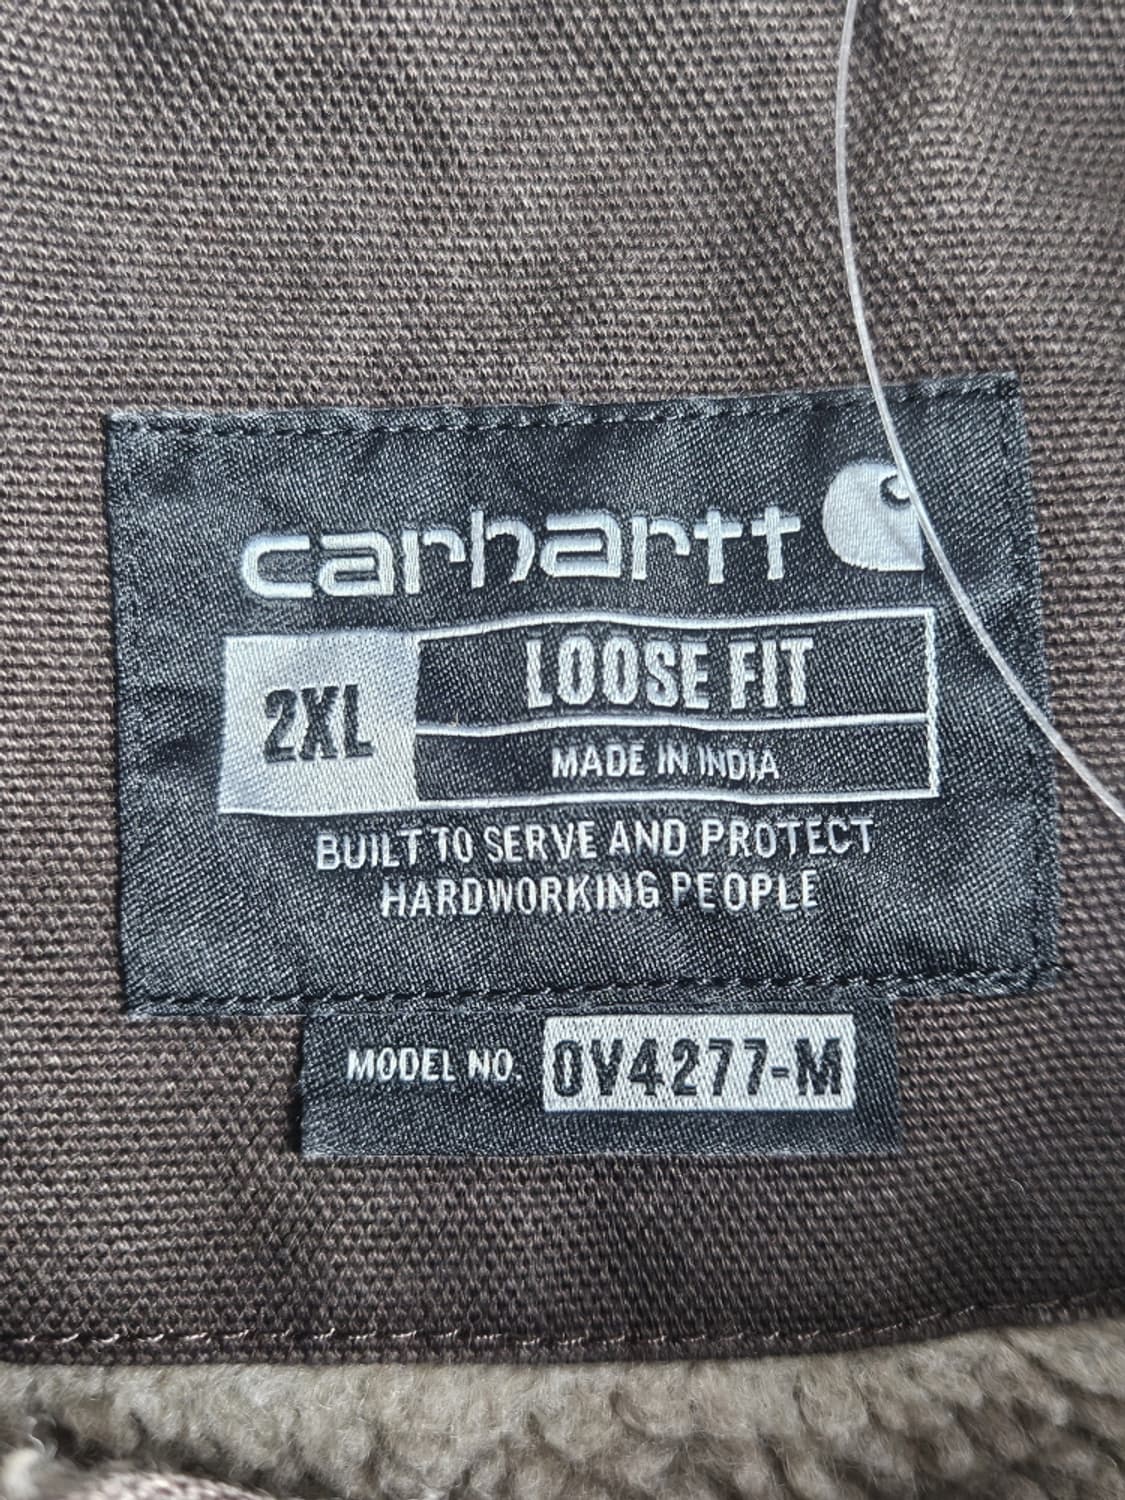 carhartt
2XL
LOOSE FIT
MADE IN INDIA
BUILT TO SERVE AND PROTECT
HARDWORKING PEOPLE
MODEL NO. OV4277-M